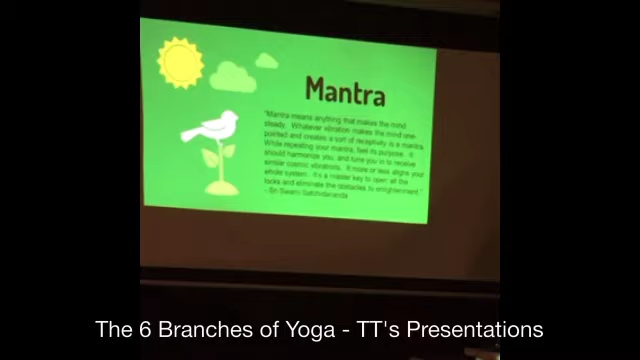 Mantra
"Mantra means anything that makes the mind
steady. Whatever vibration makes the mind one-
pointed and creates a sort of receptivity is a mantra.
While repeating your mantra, feel its purpose. It
should harmonize you, and tune you in to receive
similar cosmic vibrations. It more or less aligns your
whole system. It's a master key to open all the
locks and eliminate the obstacles to enlightenment."
- Sri Swami Satchidananda
The 6 Branches of Yoga - TT's Presentations